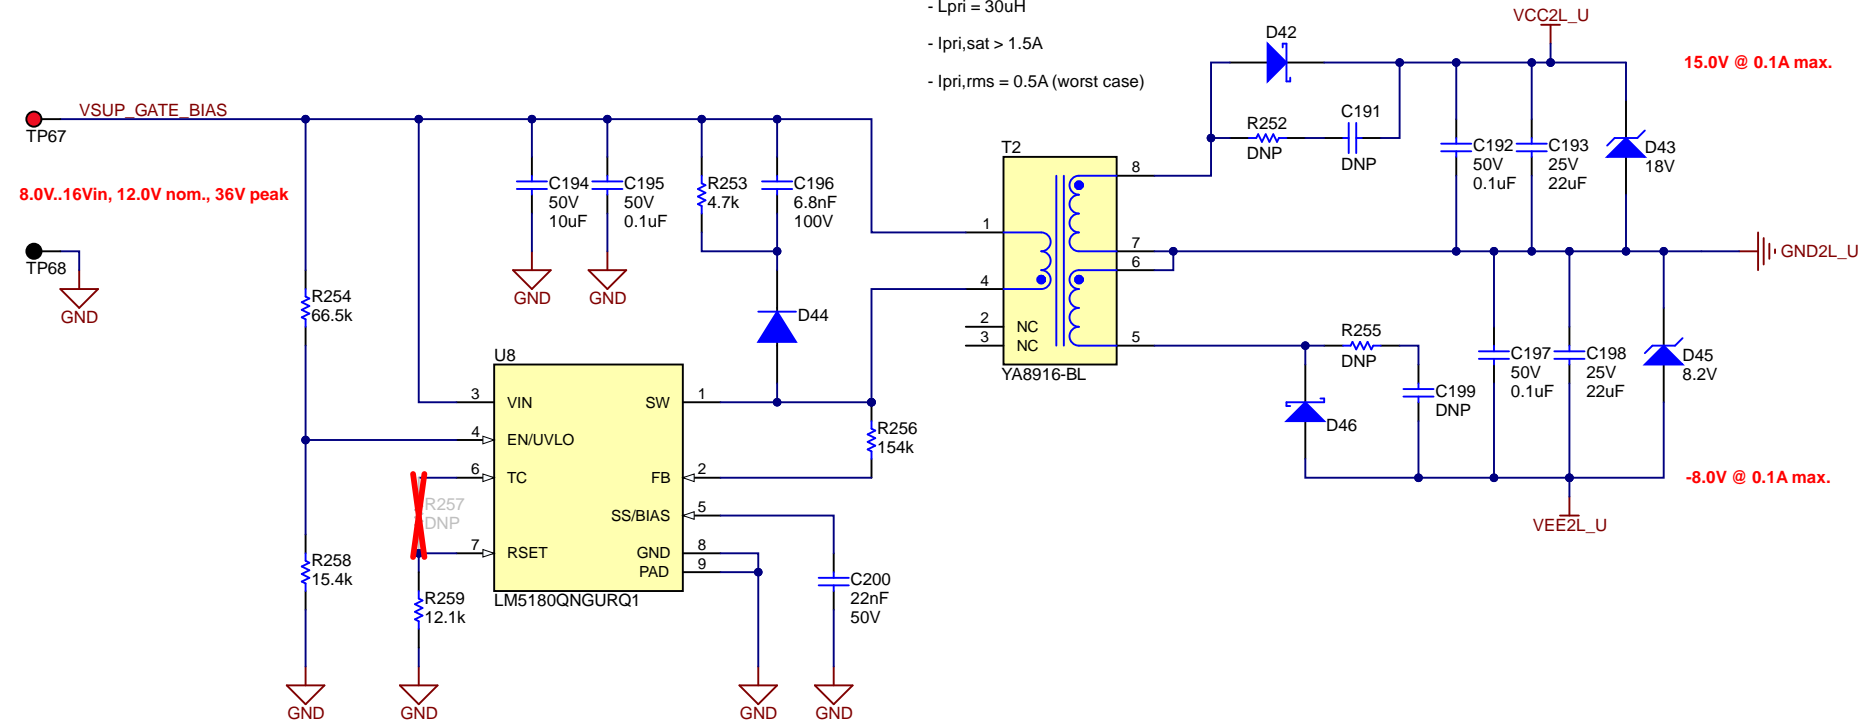 - Lpri = 30uH
- Ipri,sat > 1.5A
- Ipri,rms = 0.5A (worst case)
VCC2L_U
D42
15.0V @ 0.1A max.
VSUP_GATE_BIAS
TP67
C191
DNP
R252
DNP
T2
C192
50V
0.1uF
C193
25V
22uF
D43
18V
8.0V..16Vin, 12.0V nom., 36V peak
C194
50V
10uF
C195
50V
0.1uF
R253
4.7k
C196
6.8nF
100V
8
1
7
6
4
2
NC
3
NC
5
YA8916-BL
GND2L_U
TP68
GND
GND
GND
R254
66.5k
D44
R255
DNP
C199
DNP
D46
C197
50V
0.1uF
C198
25V
22uF
D45
8.2V
-8.0V @ 0.1A max.
VEE2L_U
U8
3
VIN
SW
1
4
EN/UVLO
6
TC
FB
2
SS/BIAS
5
7
RSET
GND
8
PAD
9
LM5180QNGURQ1
R256
154k
R257
DNP
R258
15.4k
R259
12.1k
C200
22nF
50V
GND
GND
GND
GND